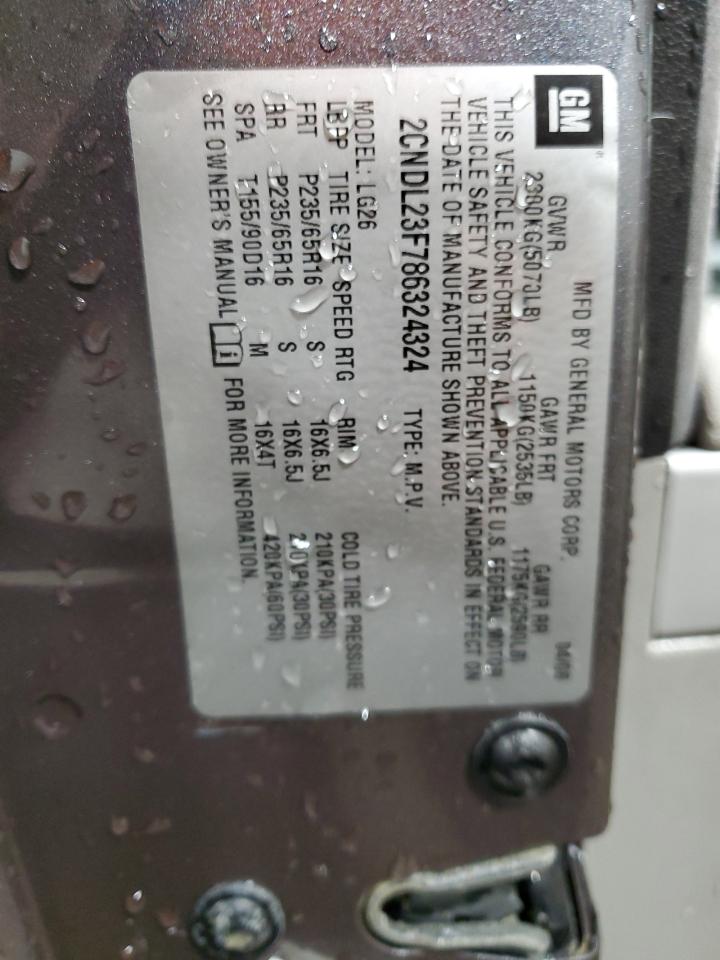 GM
MFD BY GENERAL MOTORS CORP. 04/08
GVWR GAWR FRT GAWR RR
2300KG(5070LB) 1150KG(2535LB) 1175KG(2590LB)
THIS VEHICLE CONFORMS TO ALL APPLICABLE U.S. FEDERAL MOTOR
VEHICLE SAFETY AND THEFT PREVENTION STANDARDS IN EFFECT ON
THE DATE OF MANUFACTURE SHOWN ABOVE.
2CNDL23F786324324 TYPE: M.P.V.
MODEL: LG26
TIRE SIZE SPEED RTG RIM COLD TIRE PRESSURE
FRT P235/65R16 S 16X6.5J 210KPA(30PSI)
RR P235/65R16 S 16X6.5J 210KPA(30PSI)
SPA T155/90D16 M 16X4T 420KPA(60PSI)
SEE OWNER'S MANUAL i FOR MORE INFORMATION.